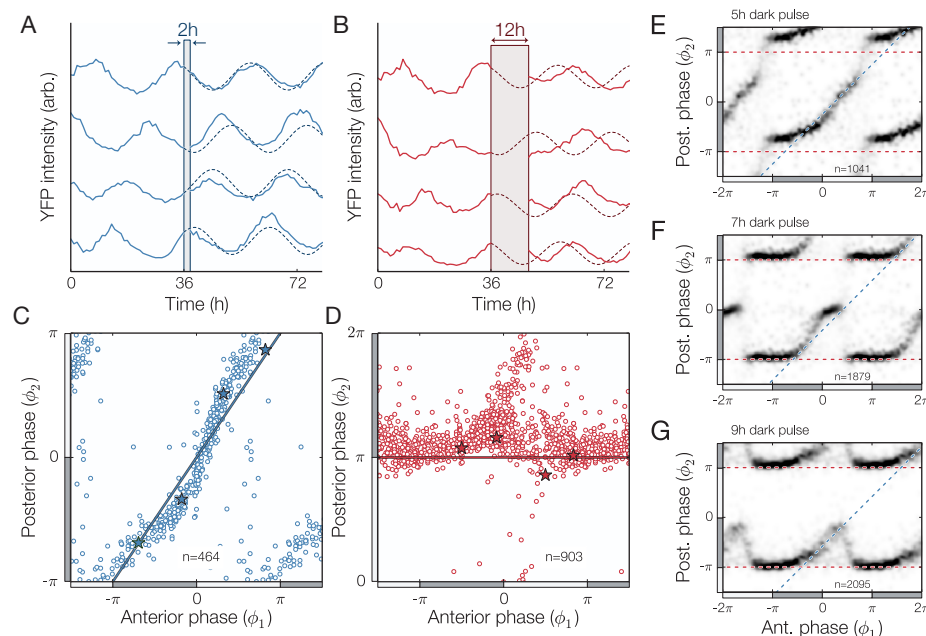 A
2h
YFP intensity (arb.)
0
36
72
Time (h)
B
12h
YFP intensity (arb.)
0
36
72
Time (h)
C
π
0
-π
Posterior phase (ϕ₂)
n=464
-π
0
π
Anterior phase (ϕ₁)
D
2π
π
0
Posterior phase (ϕ₂)
n=903
-π
0
π
Anterior phase (ϕ₁)
E
5h dark pulse
Post. phase (ϕ₂)
π
0
-π
n=1041
-2π
-π
0
π
2π
F
7h dark pulse
Post. phase (ϕ₂)
π
0
-π
n=1879
-2π
-π
0
π
2π
G
9h dark pulse
Post. phase (ϕ₂)
π
0
-π
n=2095
-2π
-π
0
π
2π
Ant. phase (ϕ₁)